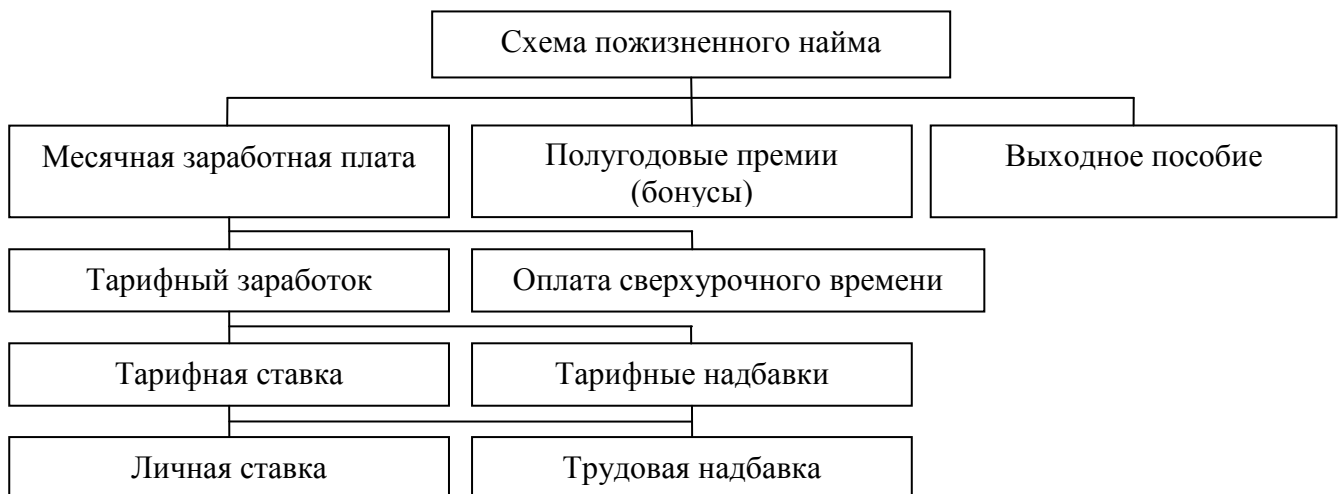 Схема пожизненного найма
Месячная заработная плата
Полугодовые премии
(бонусы)
Выходное пособие
Тарифный заработок
Оплата сверхурочного времени
Тарифная ставка
Тарифные надбавки
Личная ставка
Трудовая надбавка